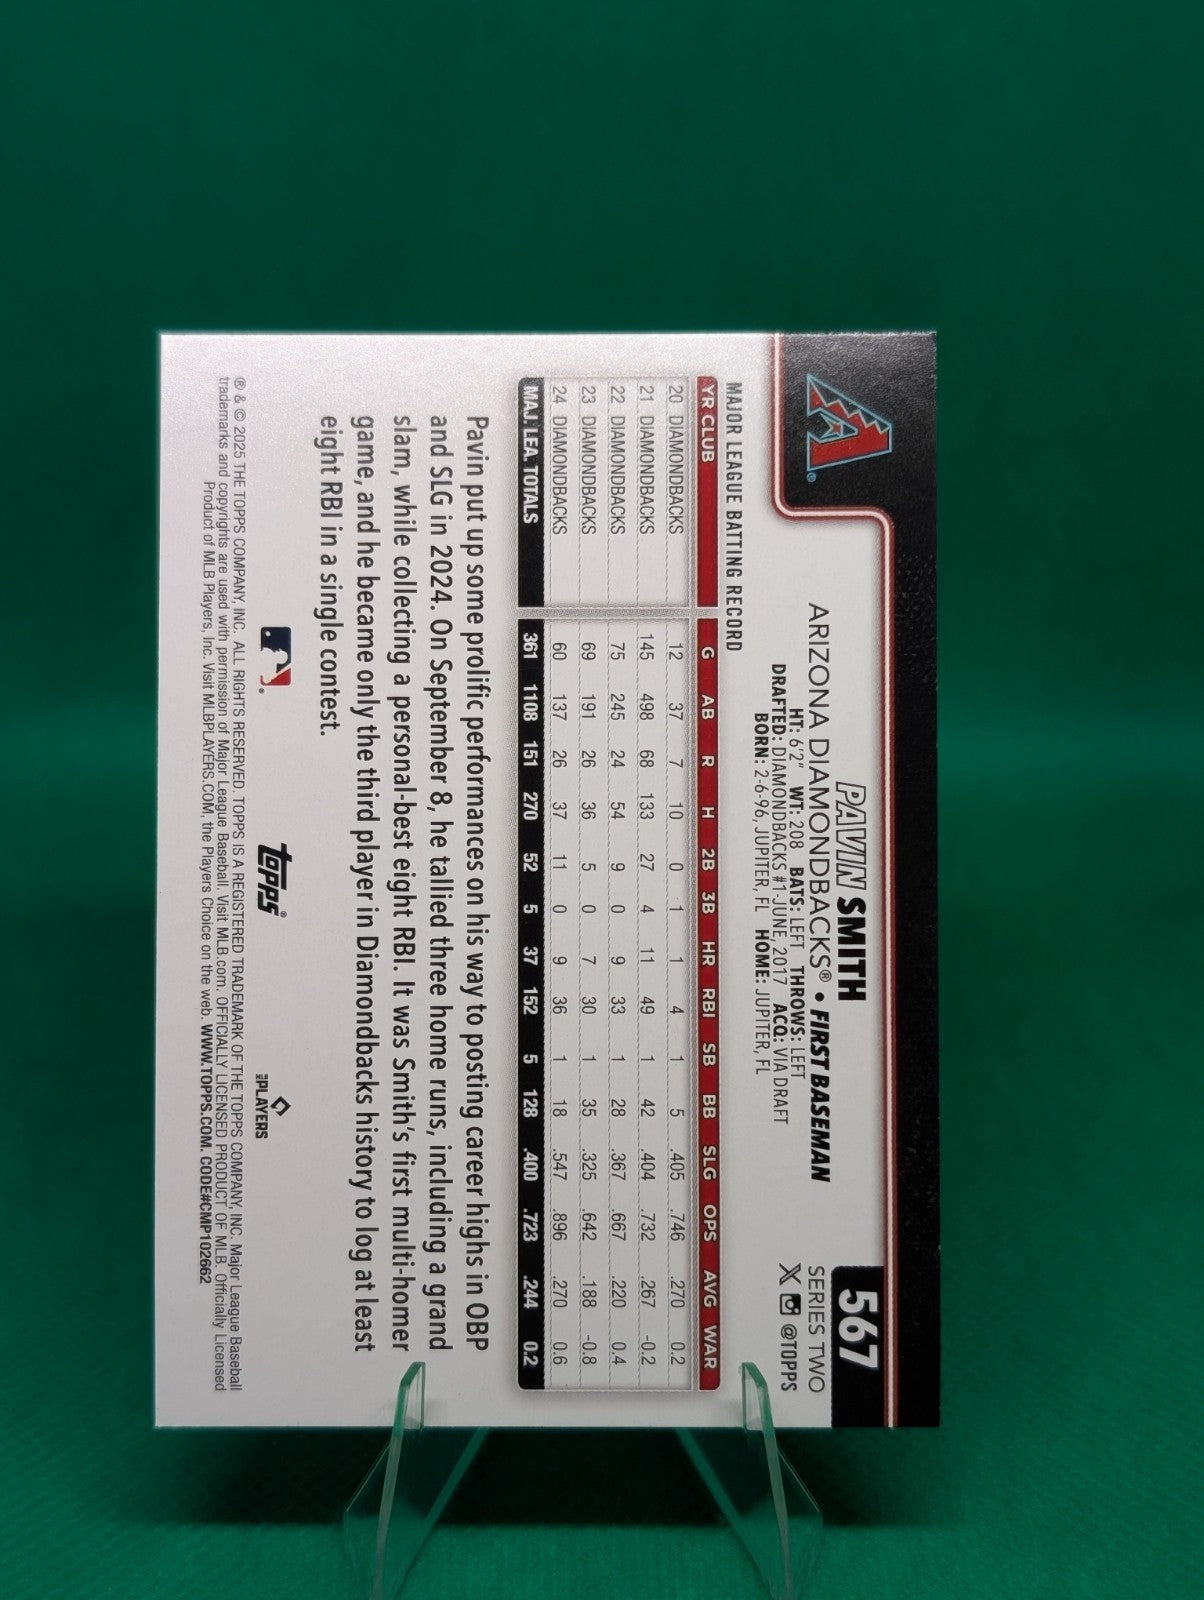 567
PAVIN SMITH
ARIZONA DIAMONDBACKS® • FIRST BASEMAN
SERIES TWO
HT: 6'2" WT: 208 BATS: LEFT THROWS: LEFT
@TOPPS
DRAFTED: DIAMONDBACKS #1-JUNE, 2017 ACQ: VIA DRAFT
BORN: 2-6-96, JUPITER, FL HOME: JUPITER, FL
MAJOR LEAGUE BATTING RECORD
YR CLUB G AB R H 2B 3B HR RBI SB BB SLG OPS AVG WAR
20 DIAMONDBACKS 12 37 7 10 0 1 1 4 1 5 .405 .746 .270 0.2
21 DIAMONDBACKS 145 498 68 133 27 4 11 49 1 42 .404 .732 .267 -0.2
22 DIAMONDBACKS 75 245 24 54 9 0 9 33 1 28 .367 .667 .220 0.4
23 DIAMONDBACKS 69 191 26 36 5 0 7 30 1 35 .325 .642 .188 -0.8
24 DIAMONDBACKS 60 137 26 37 11 0 9 36 1 18 .547 .896 .270 0.6
MAJ. LEA. TOTALS 361 1108 151 270 52 5 37 152 5 128 .400 .723 .244 0.2
Pavin put up some prolific performances on his way to posting career highs in OBP
and SLG in 2024. On September 8, he tallied three home runs, including a grand
slam, while collecting a personal-best eight RBI. It was Smith's first multi-homer
game, and he became only the third player in Diamondbacks history to log at least
eight RBI in a single contest.
topps®
MLB PLAYERS
® & © 2025 THE TOPPS COMPANY, INC. ALL RIGHTS RESERVED. TOPPS IS A REGISTERED TRADEMARK OF THE TOPPS COMPANY, INC. Major League Baseball
trademarks and copyrights are used with permission of Major League Baseball. Visit MLB.com. OFFICIALLY LICENSED PRODUCT OF MLB. Officially Licensed
Product of MLB Players, Inc. Visit MLBPLAYERS.COM, the Players Choice on the web. WWW.TOPPS.COM. CODE#CMP102662